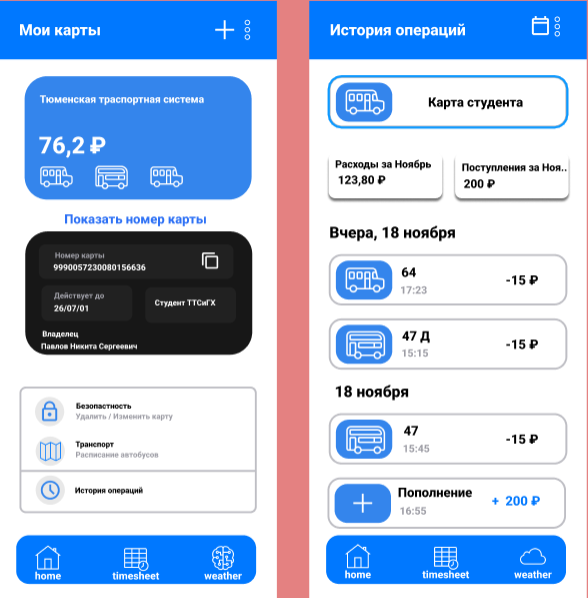 Мои карты
Тюменская траспортная система
76,2 ₽
Показать номер карты
Номер карты
9990057230080156636
Действует до
26/07/01
Студент ТТСиГХ
Владелец
Павлов Никита Сергеевич
Безопастность
Удалить / Изменить карту
Транспорт
Расписание автобусов
История операций
home
timesheet
weather
История операций
Карта студента
Расходы за Ноябрь
123,80 ₽
Поступления за Ноя..
200 ₽
Вчера, 18 ноября
64
17:23
-15 ₽
47 Д
15:15
-15 ₽
18 ноября
47
15:45
-15 ₽
Пополнение
16:55
+ 200 ₽
home
timesheet
weather